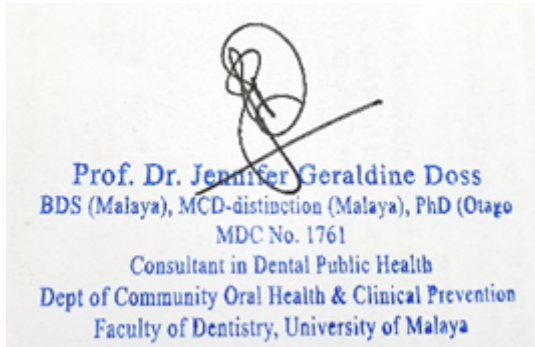 Prof. Dr. Jennifer Geraldine Doss
BDS (Malaya), MCD-distinction (Malaya), PhD (Otago
MDC No. 1761
Consultant in Dental Public Health
Dept of Community Oral Health & Clinical Prevention
Faculty of Dentistry, University of Malaya